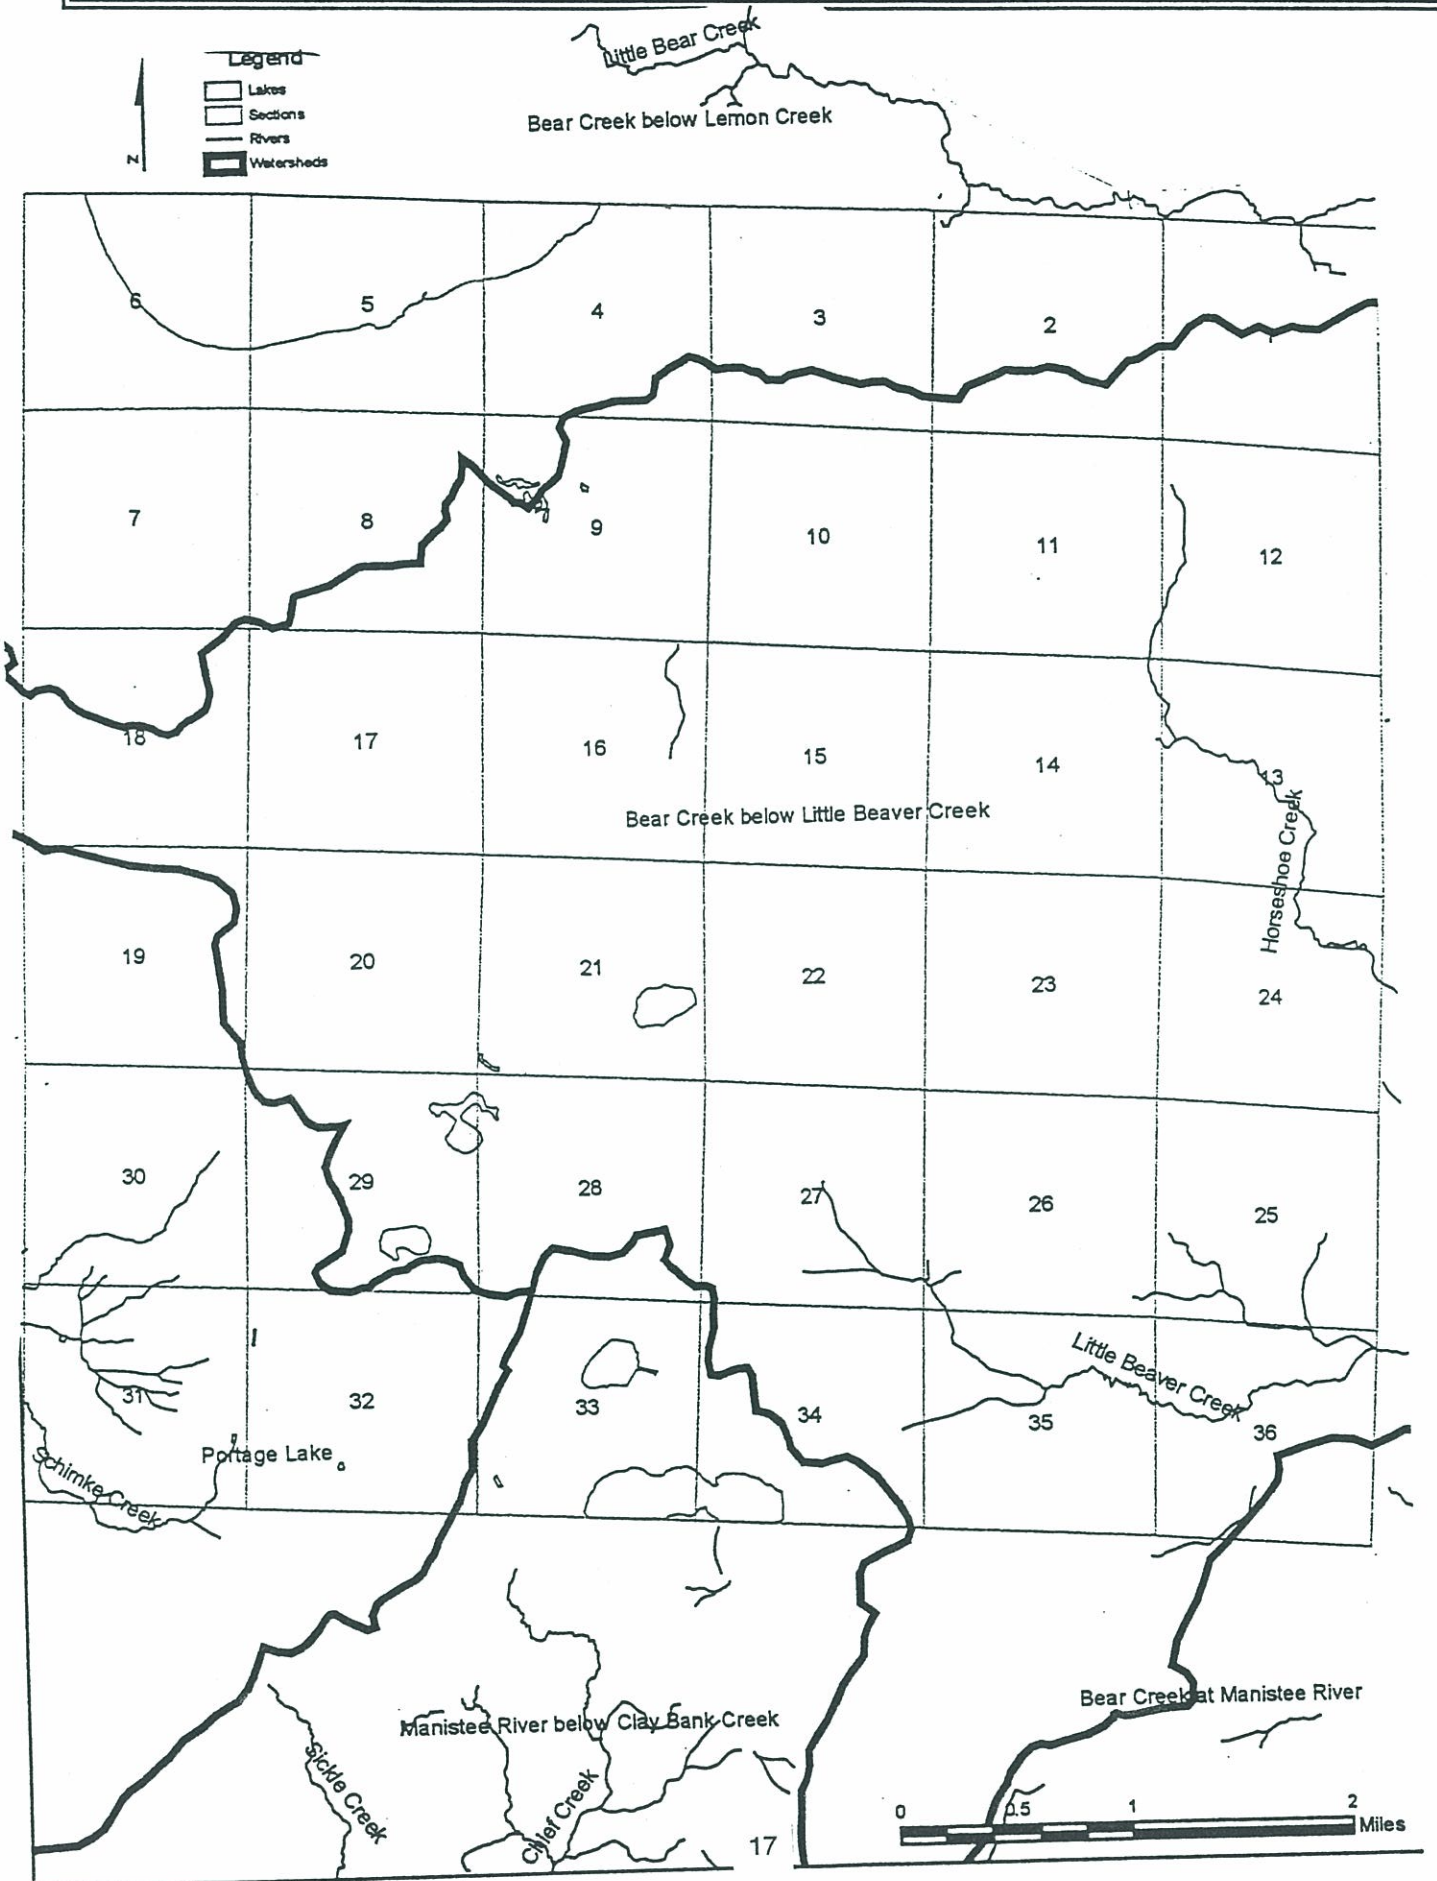 Little Bear Creek
Legend
Lakes
Sections
Rivers
Watersheds
N
Bear Creek below Lemon Creek
6
5
4
3
2
7
8
9
10
11
12
18
17
16
15
14
13
Bear Creek below Little Beaver Creek
Horseshoe Creek
19
20
21
22
23
24
30
29
28
27
26
25
31
32
33
34
35
36
Little Beaver Creek
Portage Lake
Schimke Creek
Bear Creek at Manistee River
Manistee River below Clay Bank Creek
Sickle Creek
Chief Creek
0 0.5 1 2
Miles
17